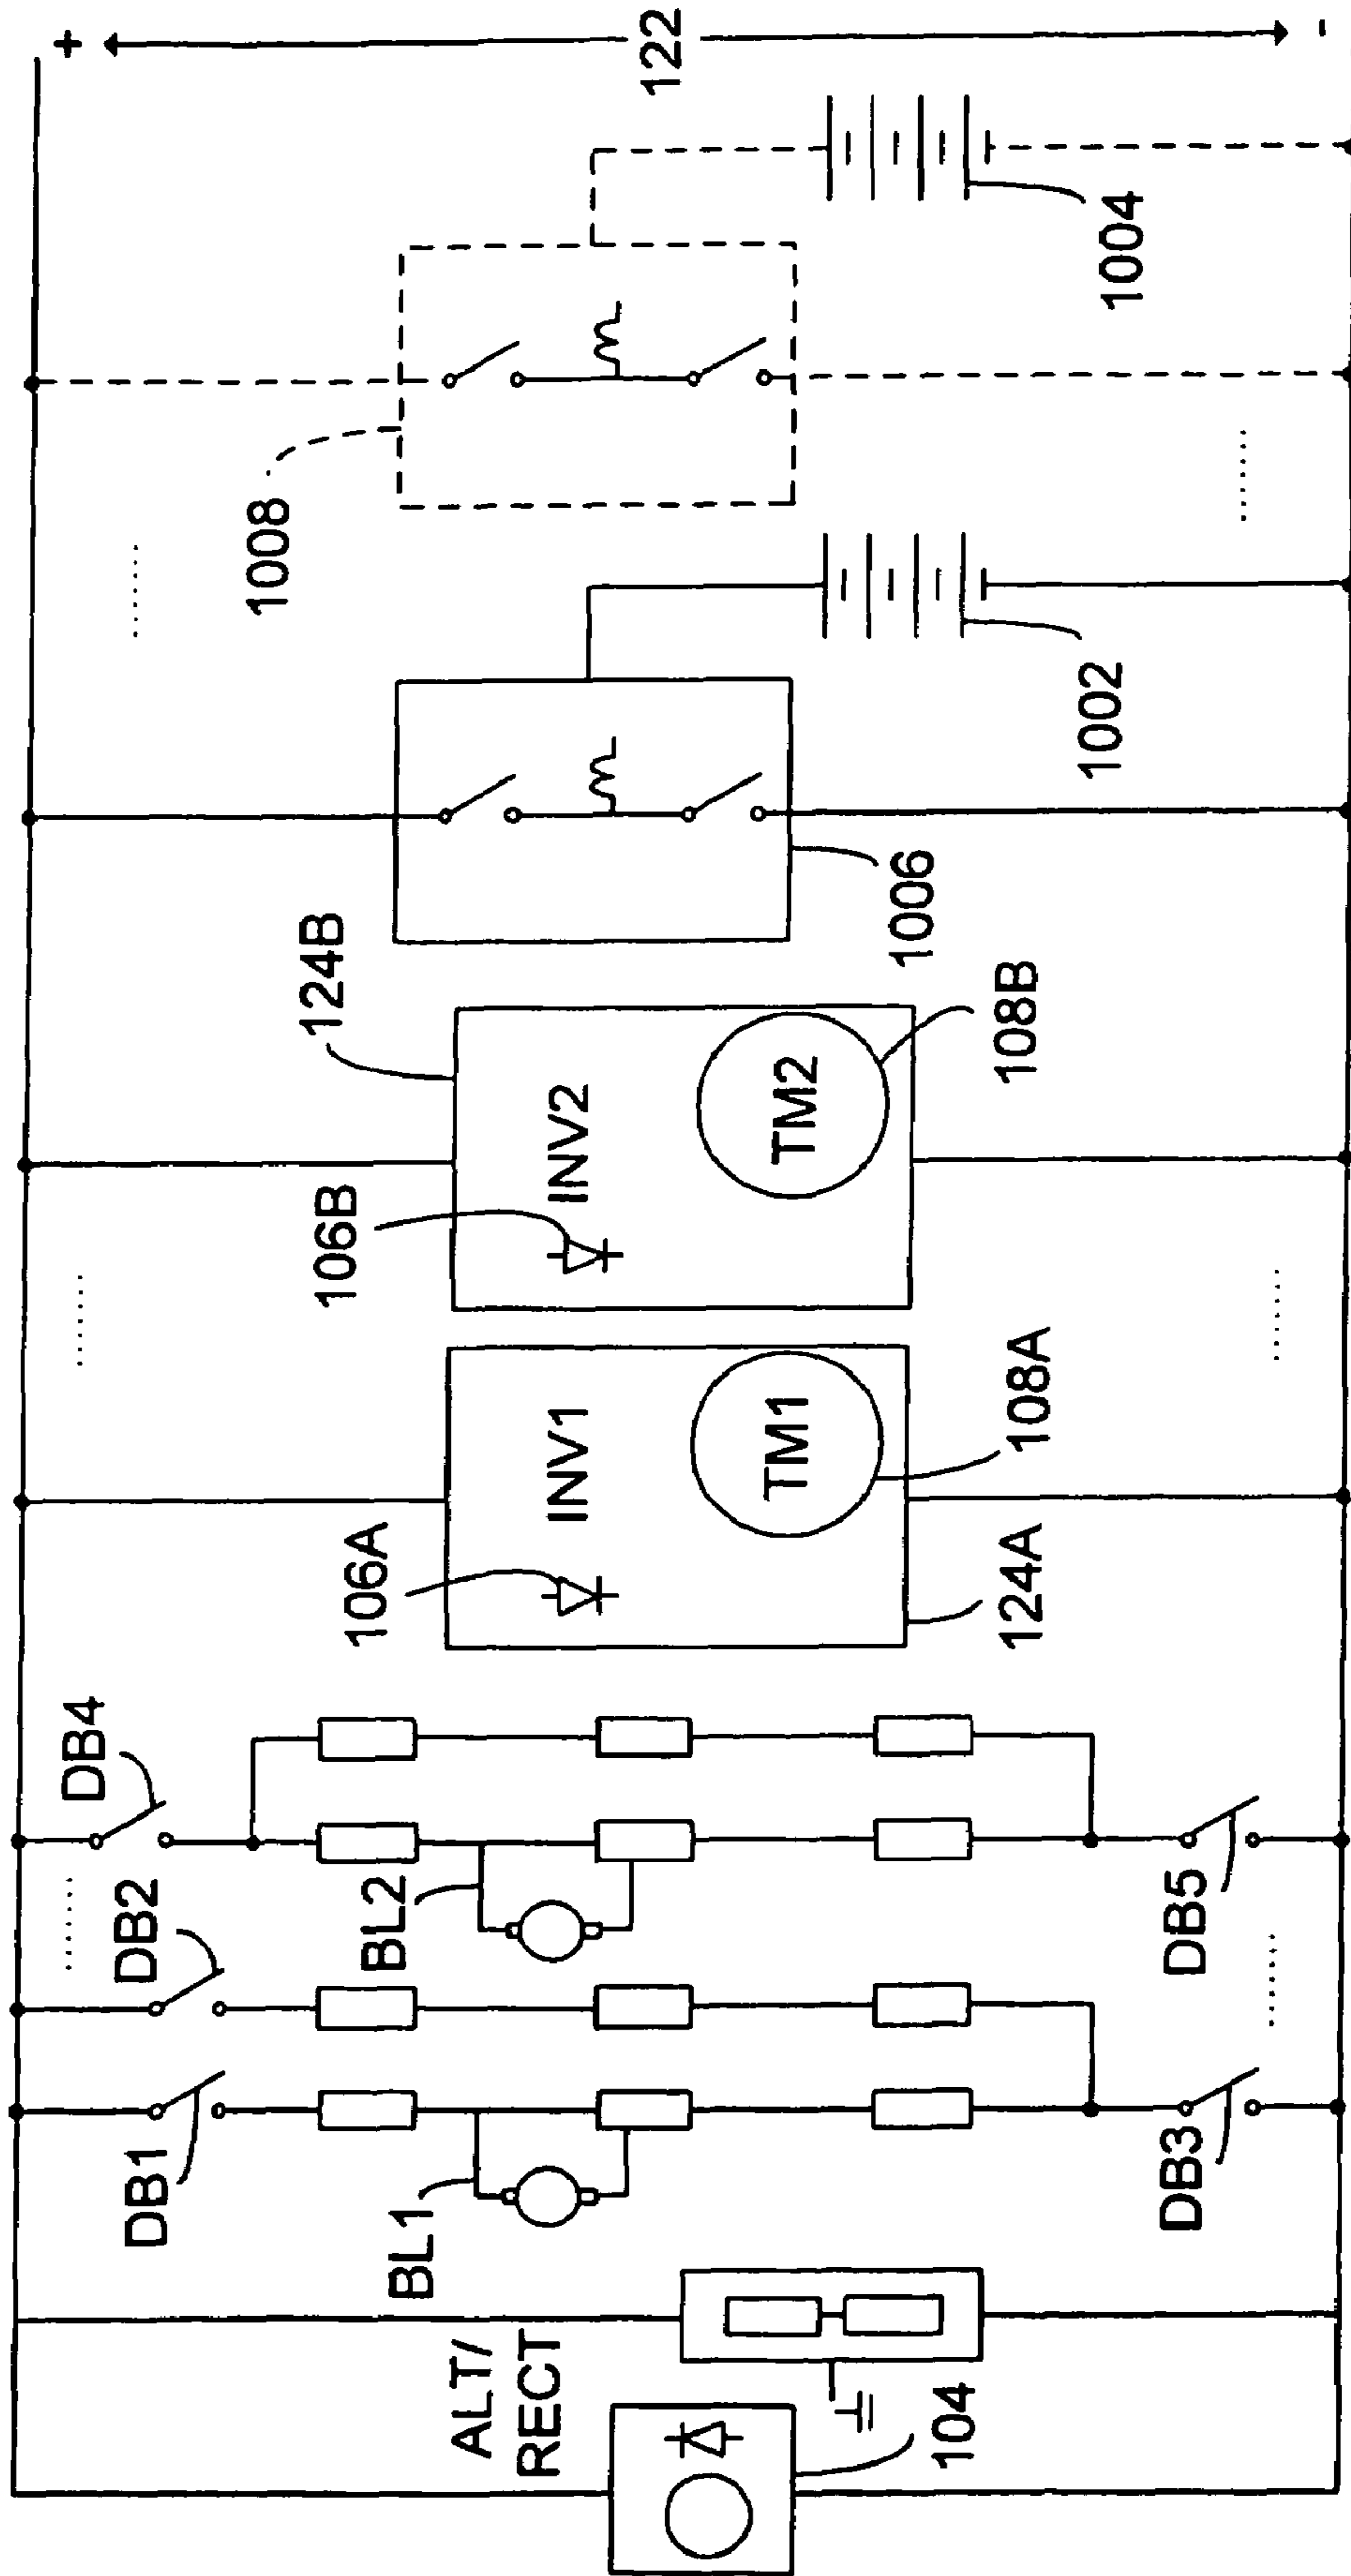 +
122
-
1008
1004
1002
1006
124B
INV2
106B
TM2
108B
INV1
106A
TM1
108A
124A
DB4
DB2
BL2
DB5
DB1
BL1
DB3
ALT/
RECT
104